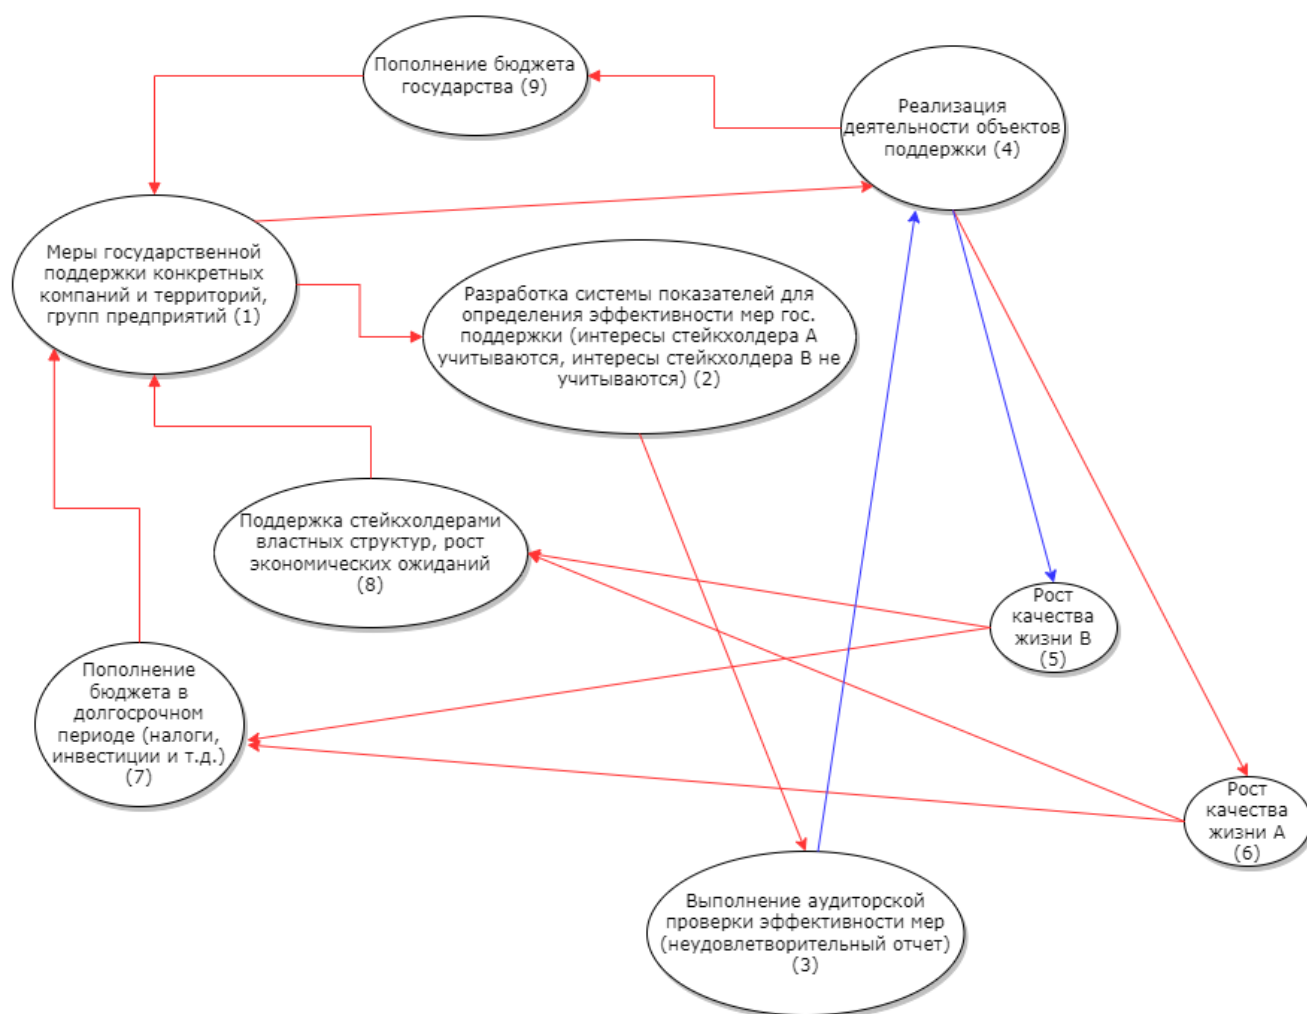 Пополнение бюджета
государства (9)
Реализация
деятельности объектов
поддержки (4)
Меры государственной
поддержки конкретных
компаний и территорий,
групп предприятий (1)
Разработка системы показателей для
определения эффективности мер гос.
поддержки (интересы стейкхолдера А
учитываются, интересы стейкхолдера В не
учитываются) (2)
Поддержка стейкхолдерами
властных структур, рост
экономических ожиданий
(8)
Рост
качества
жизни В
(5)
Пополнение
бюджета в
долгосрочном
периоде (налоги,
инвестиции и т.д.)
(7)
Рост
качества
жизни А
(6)
Выполнение аудиторской
проверки эффективности мер
(неудовлетворительный отчет)
(3)